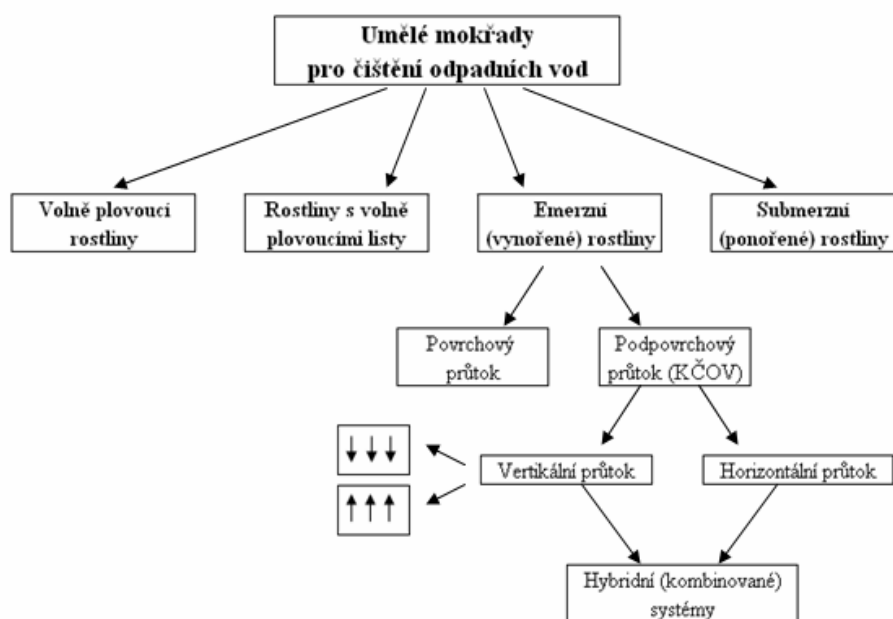 Umělé mokřady
pro čištění odpadních vod
Volně plovoucí
rostliny
Rostliny s volně
plovoucími listy
Emerzní
(vynořené) rostliny
Submerzní
(ponořené) rostliny
Povrchový
průtok
Podpovrchový
průtok (KČOV)
Vertikální průtok
Horizontální průtok
Hybridní (kombinované)
systémy